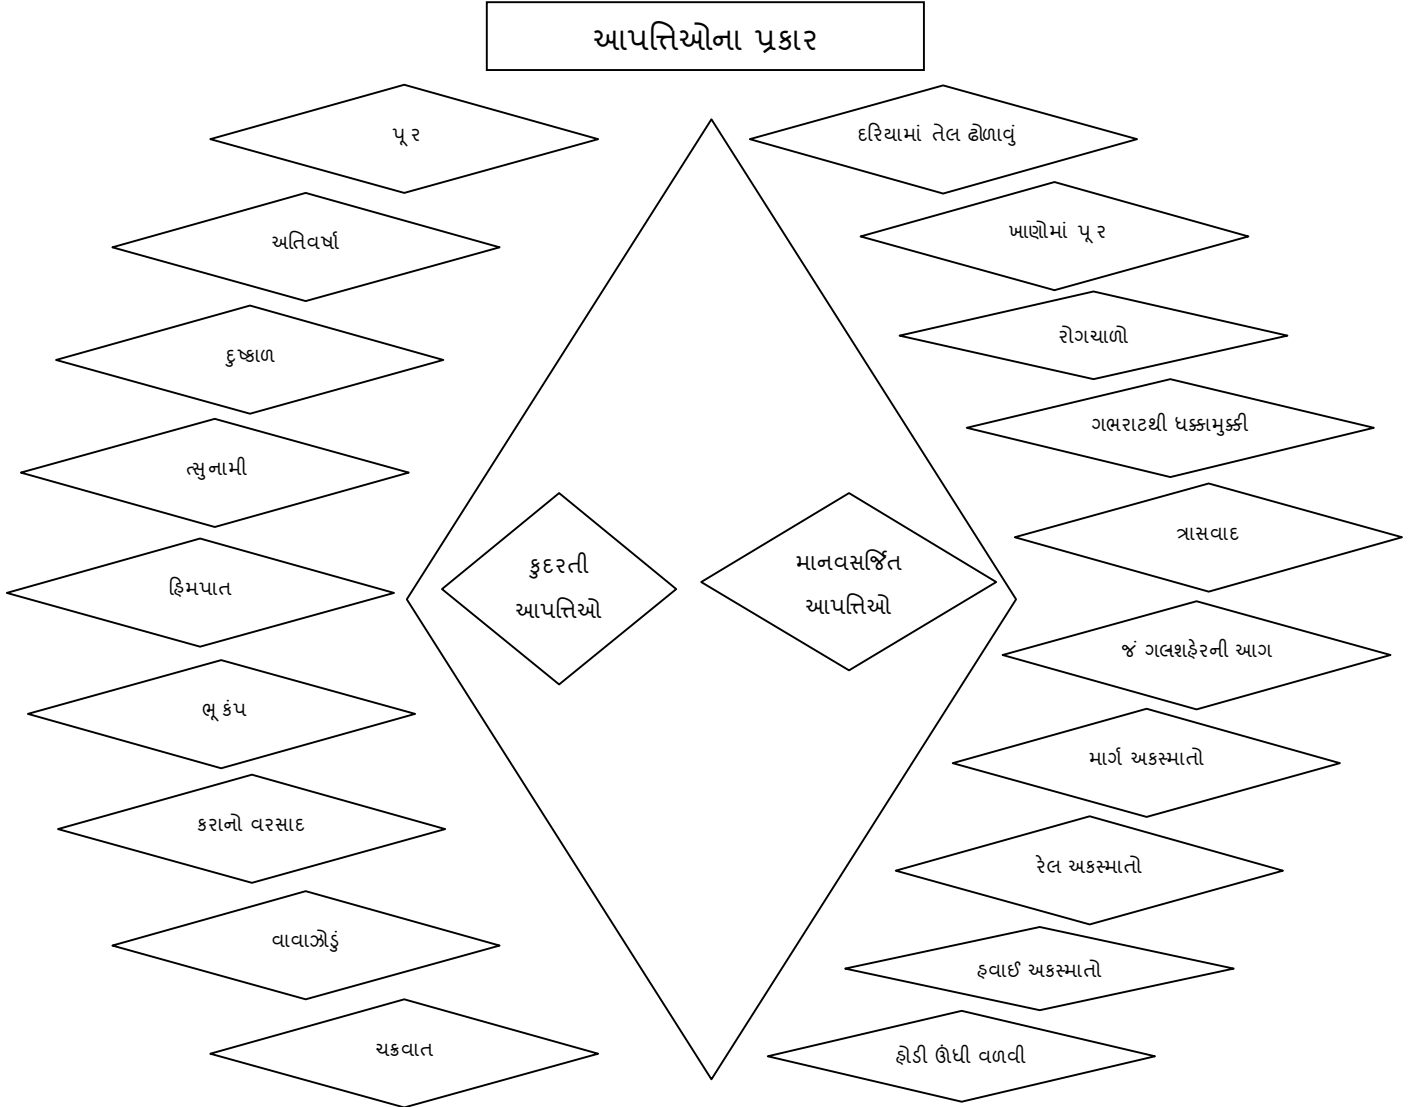 આપત્તિઓના પ્રકાર
પૂર
અતિવર્ષા
દુષ્કાળ
ત્સુનામી
હિમપાત
ભૂકંપ
કરાનો વરસાદ
વાવાઝોડું
ચક્રવાત
કુદરતી
આપત્તિઓ
માનવસર્જિત
આપત્તિઓ
દરિયામાં તેલ ઢોળાવું
ખાણોમાં પૂર
રોગચાળો
ગભરાટથી ધક્કામુક્કી
ત્રાસવાદ
જંગલશહેરની આગ
માર્ગ અકસ્માતો
રેલ અકસ્માતો
હવાઈ અકસ્માતો
હોડી ઊંધી વળવી